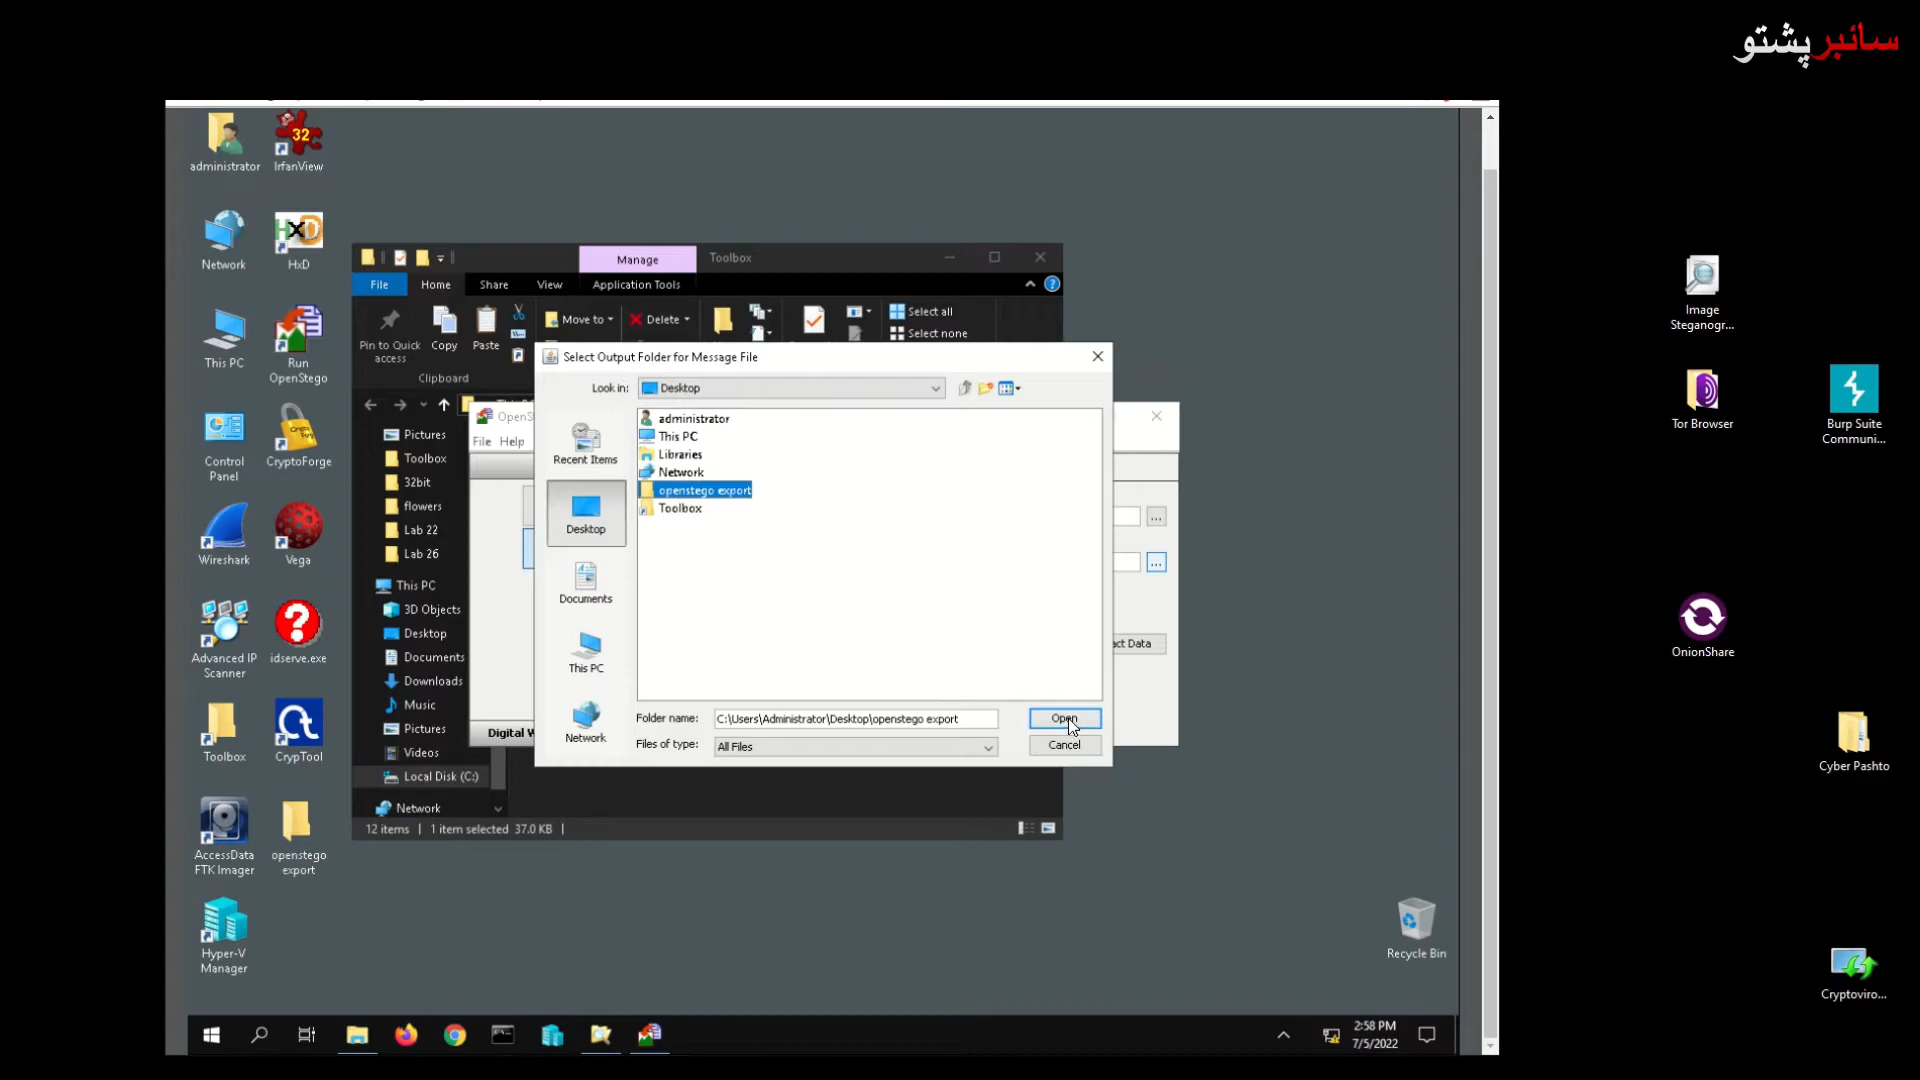 سائبر پشتو
administrator
IrfanView
Network
HxD
This PC
Run
OpenStego
Control
Panel
CryptoForge
Wireshark
Vega
Advanced IP
Scanner
idserve.exe
Toolbox
CrypTool
AccessData
FTK Imager
openstego
export
Hyper-V
Manager
Manage
Toolbox
File
Home
Share
View
Application Tools
Pin to Quick
access
Copy
Paste
Move to
Delete
Select all
Select none
Clipboard
Pictures
Toolbox
32bit
flowers
Lab 22
Lab 26
This PC
3D Objects
Desktop
Documents
Downloads
Music
Pictures
Videos
Local Disk (C:)
Network
12 items
1 item selected 37.0 KB
File Help
Select Output Folder for Message File
Look in:
Desktop
Recent Items
Desktop
Documents
This PC
Network
administrator
This PC
Libraries
Network
openstego export
Toolbox
Folder name:
C:\Users\Administrator\Desktop\openstego export
Open
Files of type:
All Files
Cancel
...
...
Recycle Bin
2:58 PM
7/5/2022
Image
Steganogr...
Tor Browser
Burp Suite
Communi...
OnionShare
Cyber Pashto
Cryptoviro...